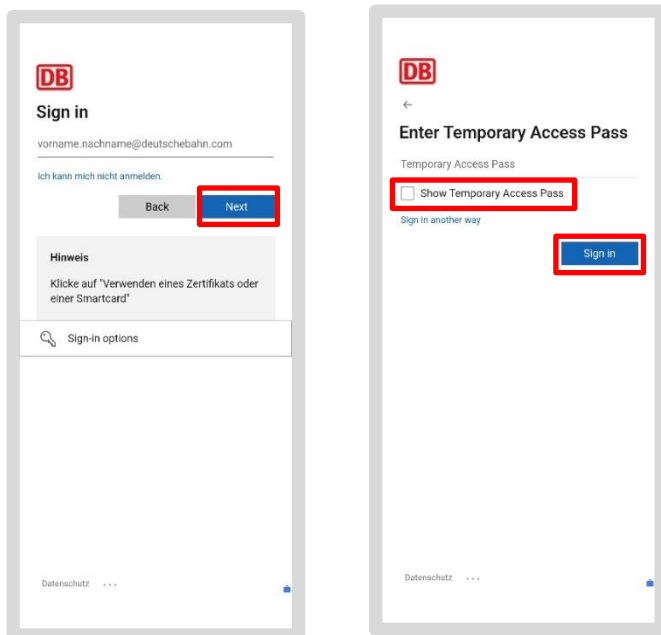 DB
Sign in
vorname.nachname@deutschebahn.com
Ich kann mich nicht anmelden.
Back
Next
Hinweis
Klicke auf "Verwenden eines Zertifikats oder
einer Smartcard"
Sign-in options
Datenschutz ...
DB
Enter Temporary Access Pass
Temporary Access Pass
Show Temporary Access Pass
Sign in another way
Sign in
Datenschutz ...